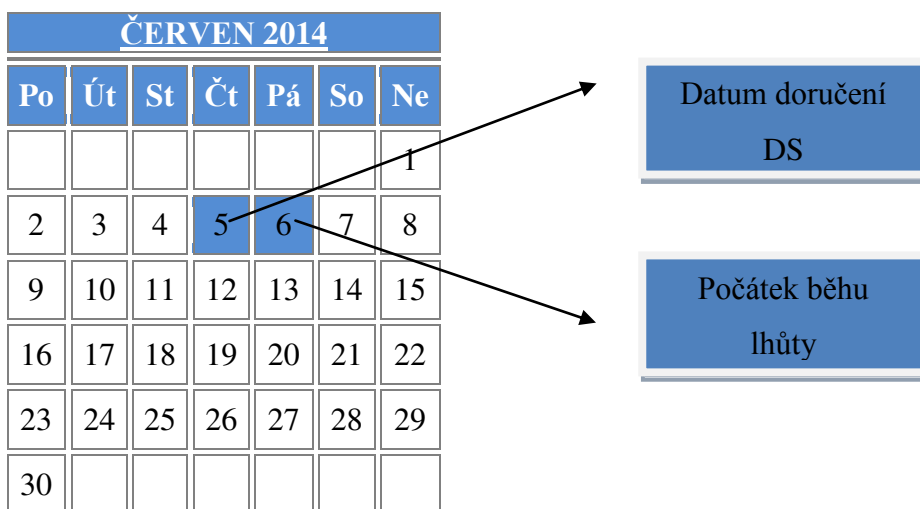 ČERVEN 2014
Po Út St Čt Pá So Ne
1
2 3 4 5 6 7 8
9 10 11 12 13 14 15
16 17 18 19 20 21 22
23 24 25 26 27 28 29
30
Datum doručení
DS
Počátek běhu
lhůty